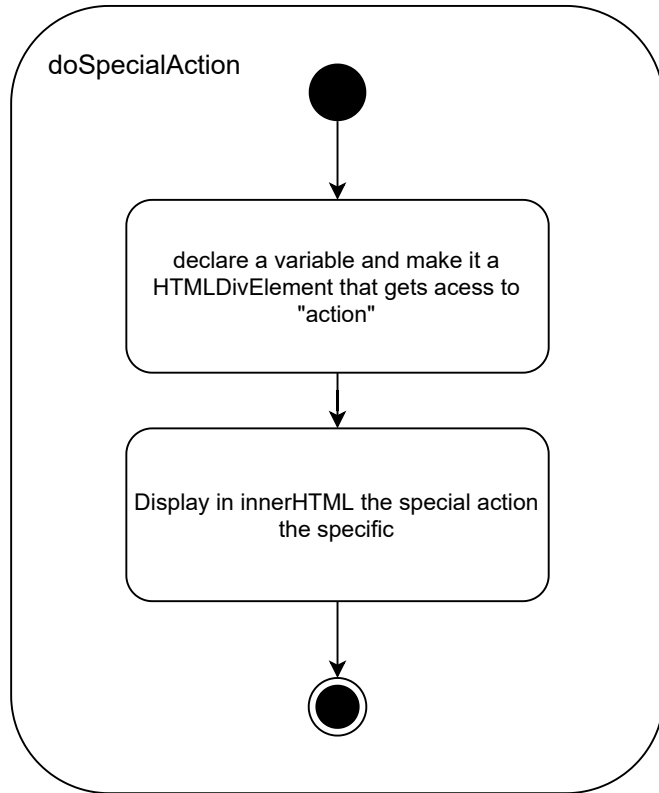 doSpecialAction
declare a variable and make it a
HTMLDivElement that gets acess to
"action"
Display in innerHTML the special action
the specific